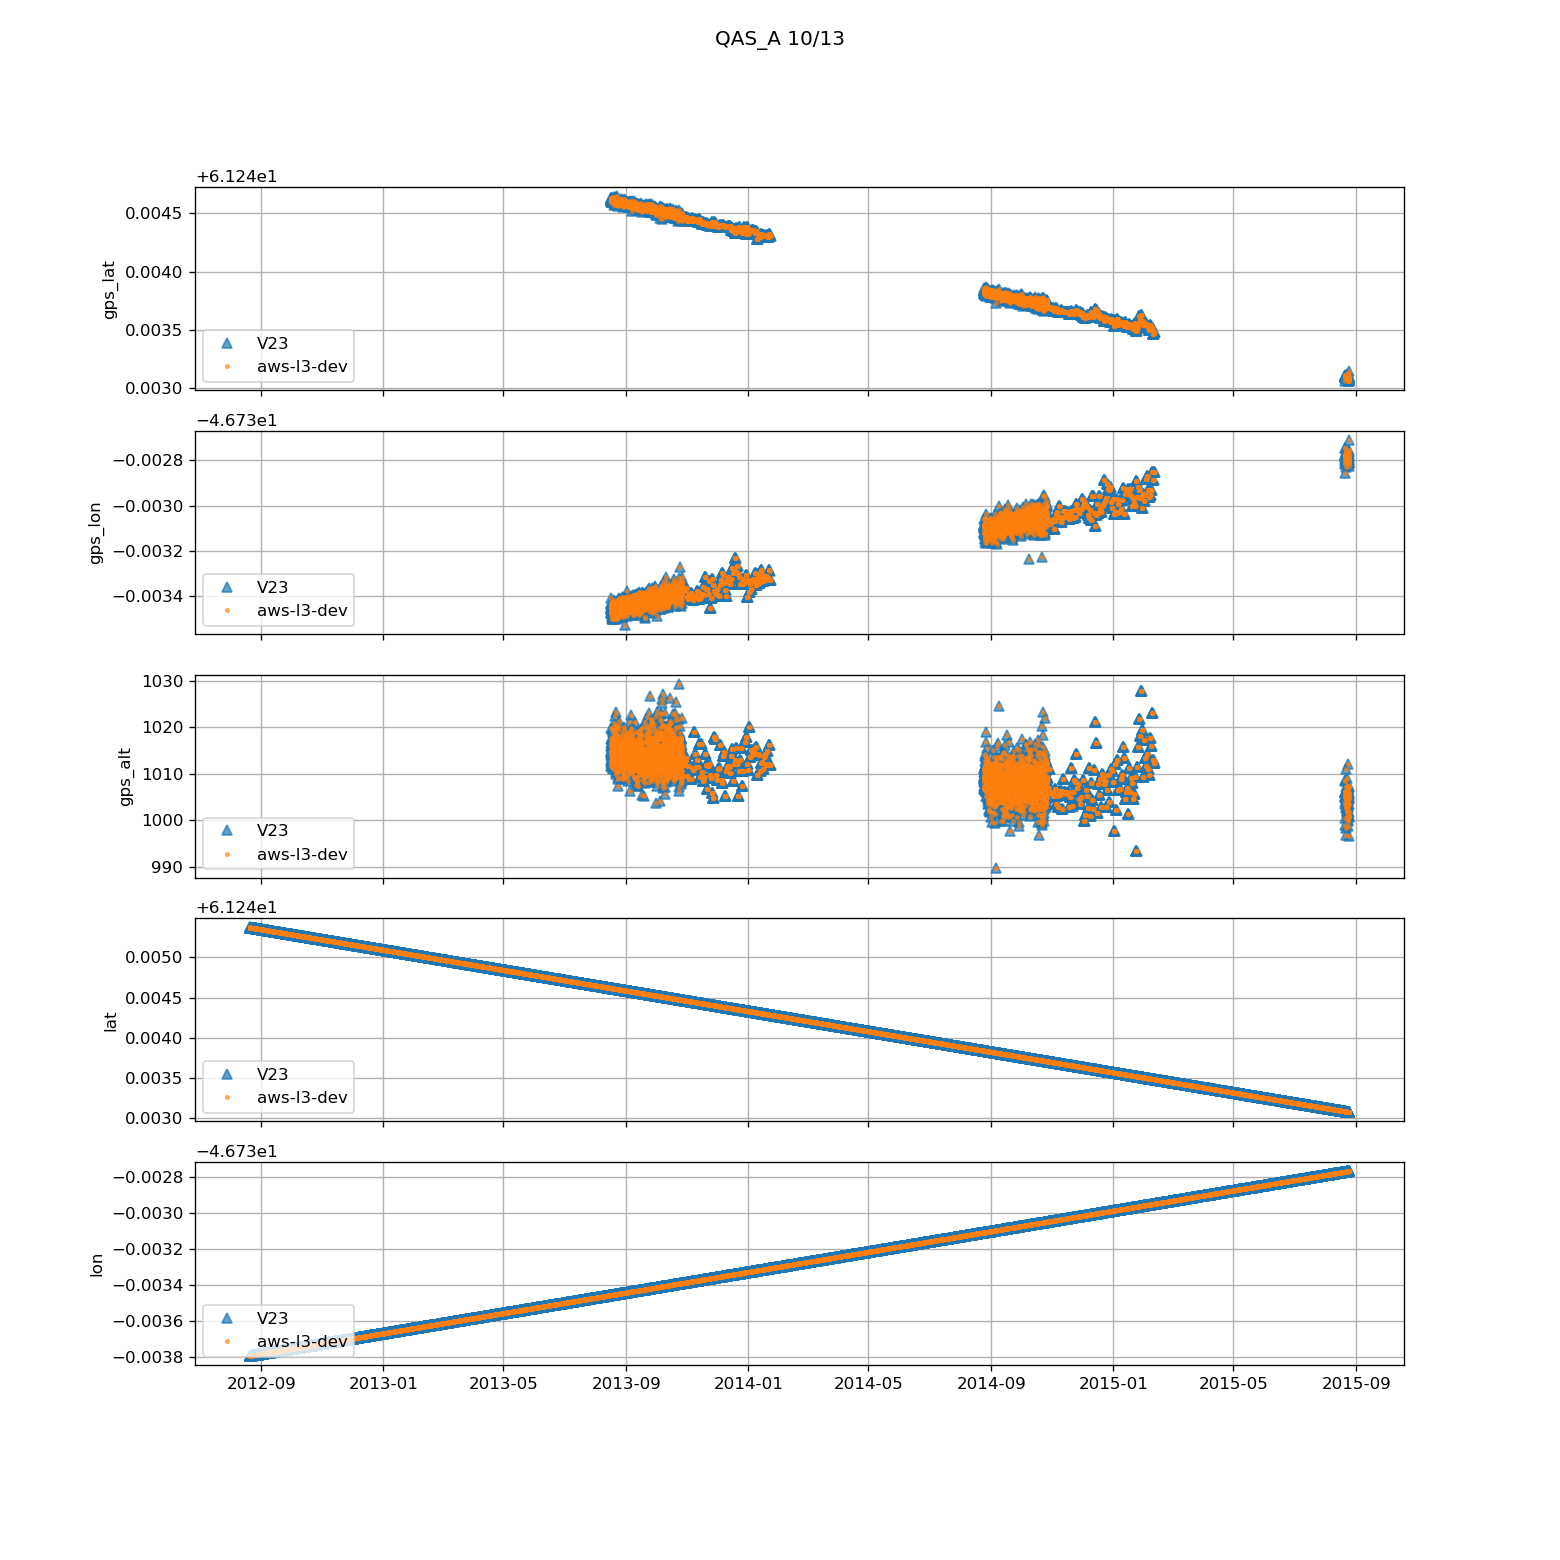 QAS_A 10/13
+6.124e1
0.0045
0.0040
0.0035
0.0030
gps_lat
V23
aws-l3-dev
−4.673e1
−0.0028
−0.0030
−0.0032
−0.0034
gps_lon
V23
aws-l3-dev
1030
1020
1010
1000
990
gps_alt
V23
aws-l3-dev
+6.124e1
0.0050
0.0045
0.0040
0.0035
0.0030
lat
V23
aws-l3-dev
−4.673e1
−0.0028
−0.0030
−0.0032
−0.0034
−0.0036
−0.0038
lon
V23
aws-l3-dev
2012-09 2013-01 2013-05 2013-09 2014-01 2014-05 2014-09 2015-01 2015-05 2015-09